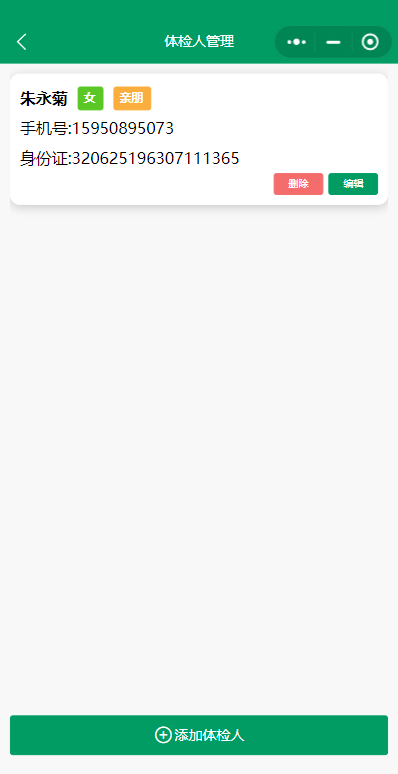 体检人管理
朱永菊 女 亲朋
手机号:15950895073
身份证:320625196307111365
删除 编辑
添加体检人